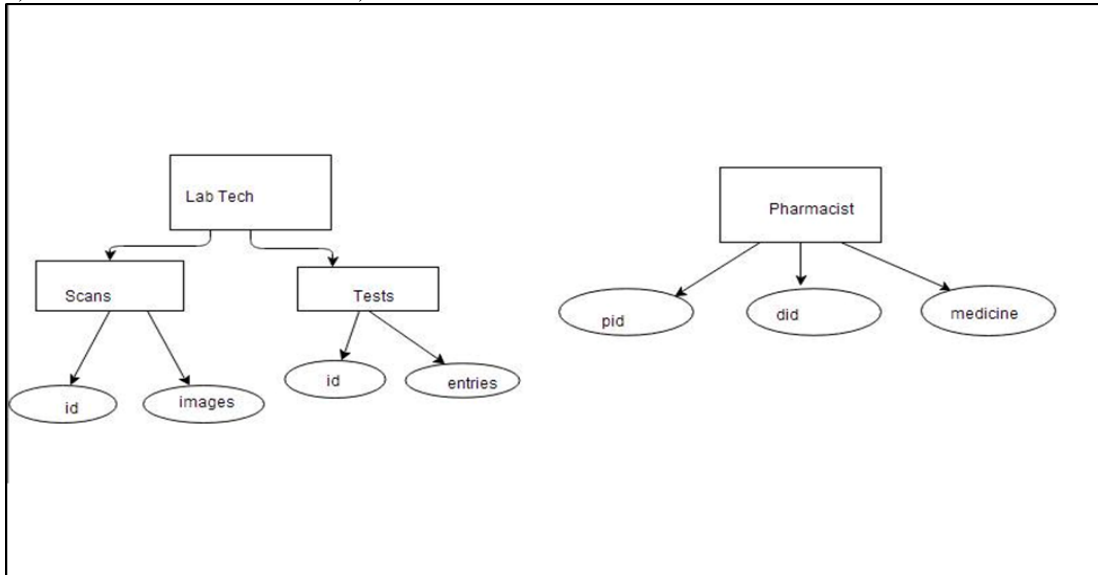 Lab Tech
Pharmacist
Scans
Tests
pid
did
medicine
id
images
id
entries